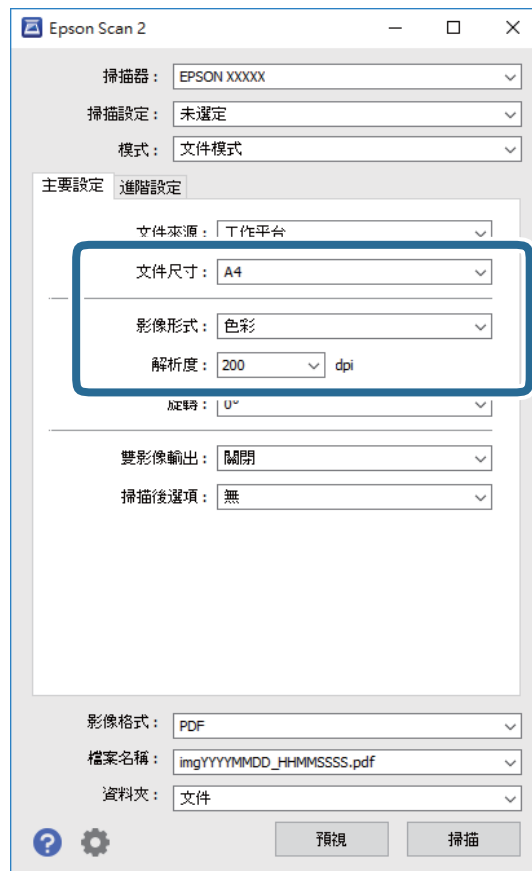 Epson Scan 2
掃描器： EPSON XXXXX
掃描設定： 未選定
模式： 文件模式
主要設定 進階設定
文件來源： 工作平台
文件尺寸： A4
影像形式： 色彩
解析度： 200 dpi
旋轉： 0°
雙影像輸出： 關閉
掃描後選項： 無
影像格式： PDF
檔案名稱： imgYYYYMMDD_HHMMSSSS.pdf
資料夾： 文件
? 預視 掃描